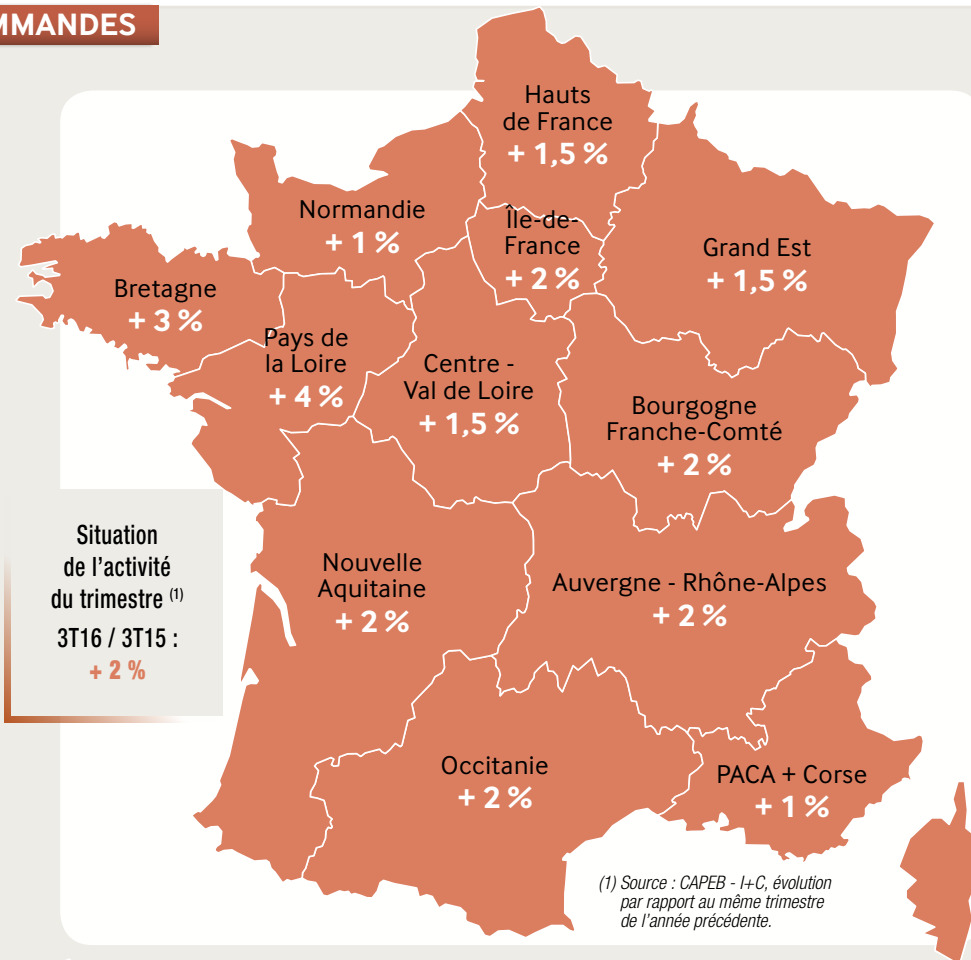 MMANDES
Hauts
de France
+ 1,5 %
Normandie
+ 1 %
Île-de-
France
+ 2 %
Grand Est
+ 1,5 %
Bretagne
+ 3 %
Pays de
la Loire
+ 4 %
Centre -
Val de Loire
+ 1,5 %
Bourgogne
Franche-Comté
+ 2 %
Situation
de l’activité
du trimestre (1)
3T16 / 3T15 :
+ 2 %
Nouvelle
Aquitaine
+ 2 %
Auvergne - Rhône-Alpes
+ 2 %
Occitanie
+ 2 %
PACA + Corse
+ 1 %
(1) Source : CAPEB - I+C, évolution
par rapport au même trimestre
de l’année précédente.